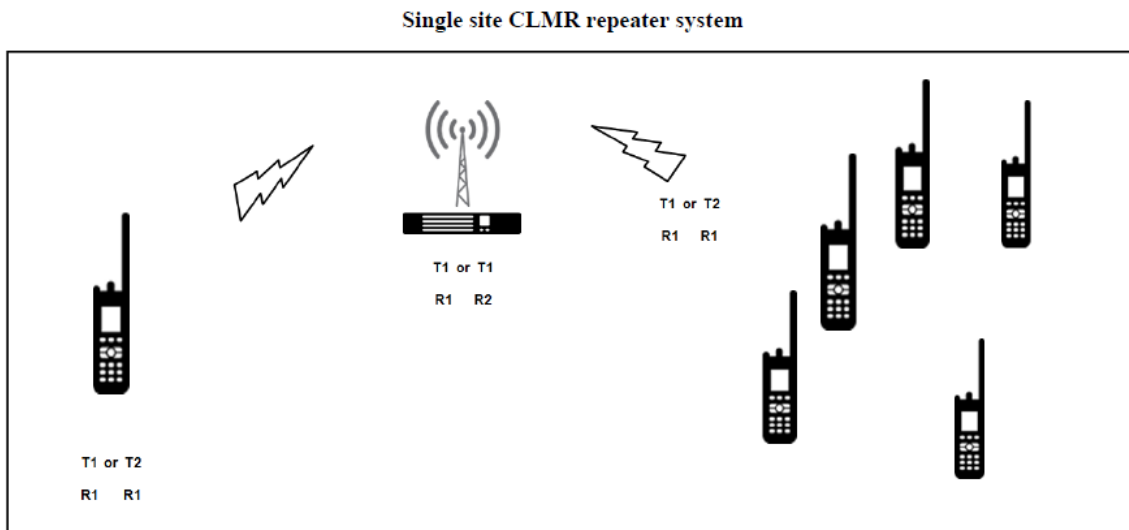 Single site CLMR repeater system
T1 or T2
R1 R1
T1 or T1
R1 R2
T1 or T2
R1 R1